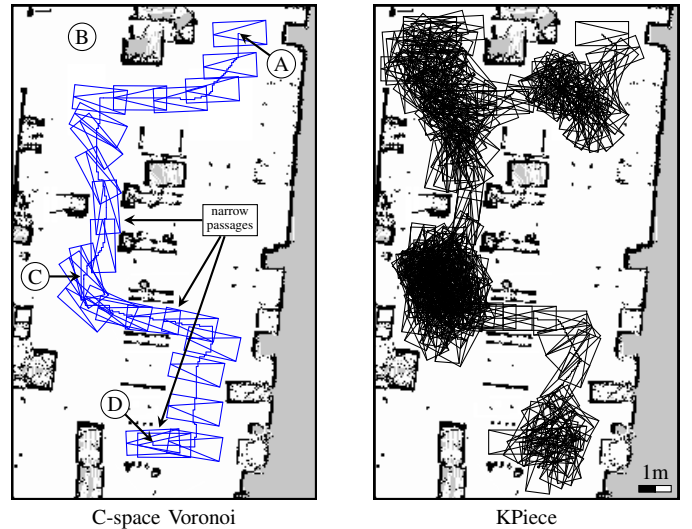 B
A
narrow
passages
C
D
1m
C-space Voronoi
KPiece